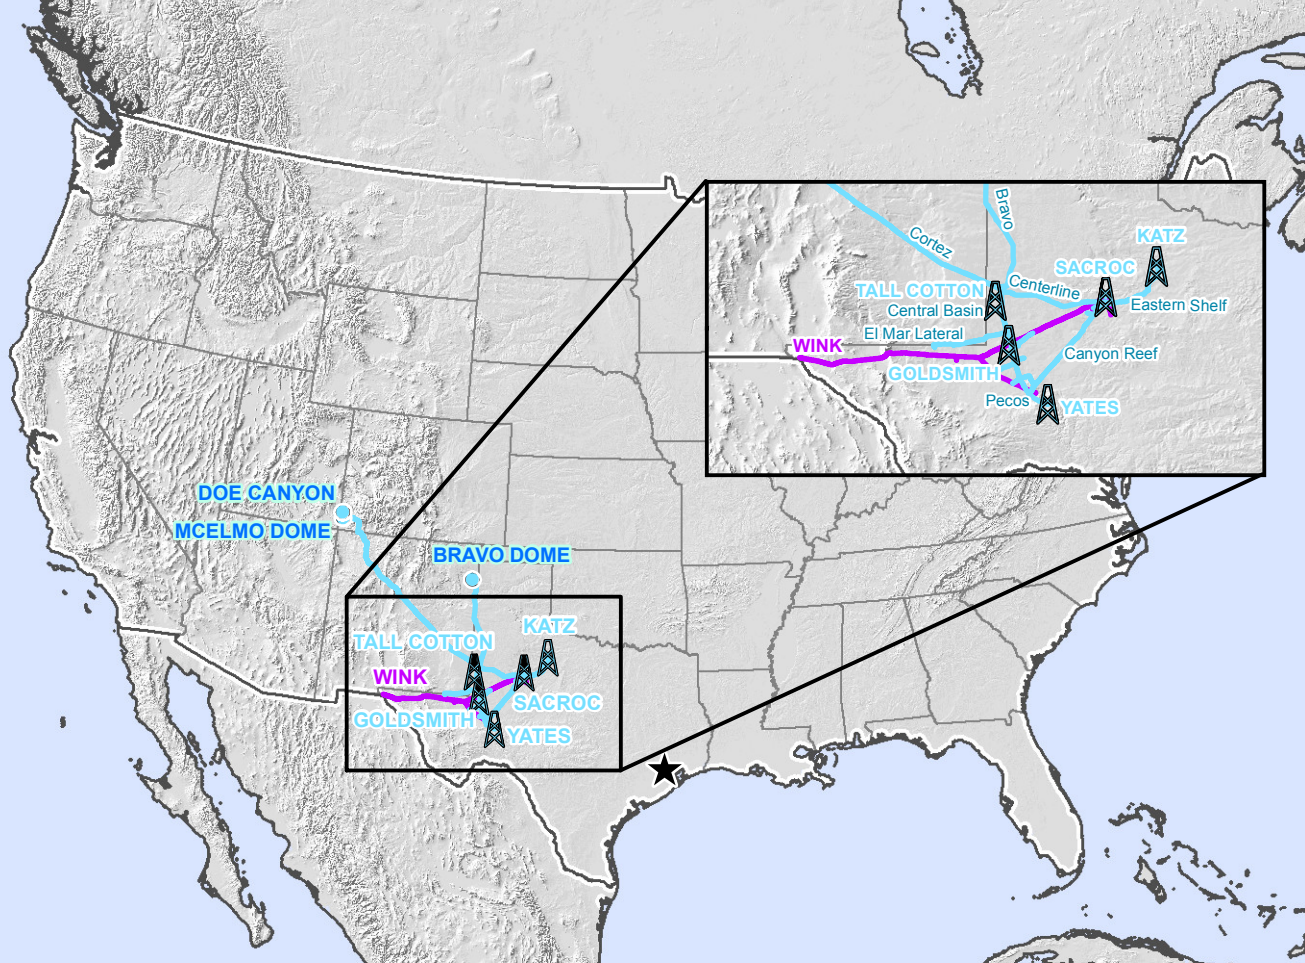 Bravo
Cortez
KATZ
SACROC
Centerline
TALL COTTON
Central Basin
Eastern Shelf
El Mar Lateral
WINK
Canyon Reef
GOLDSMITH
Pecos
YATES
DOE CANYON
MCELMO DOME
BRAVO DOME
KATZ
TALL COTTON
WINK
SACROC
GOLDSMITH
YATES